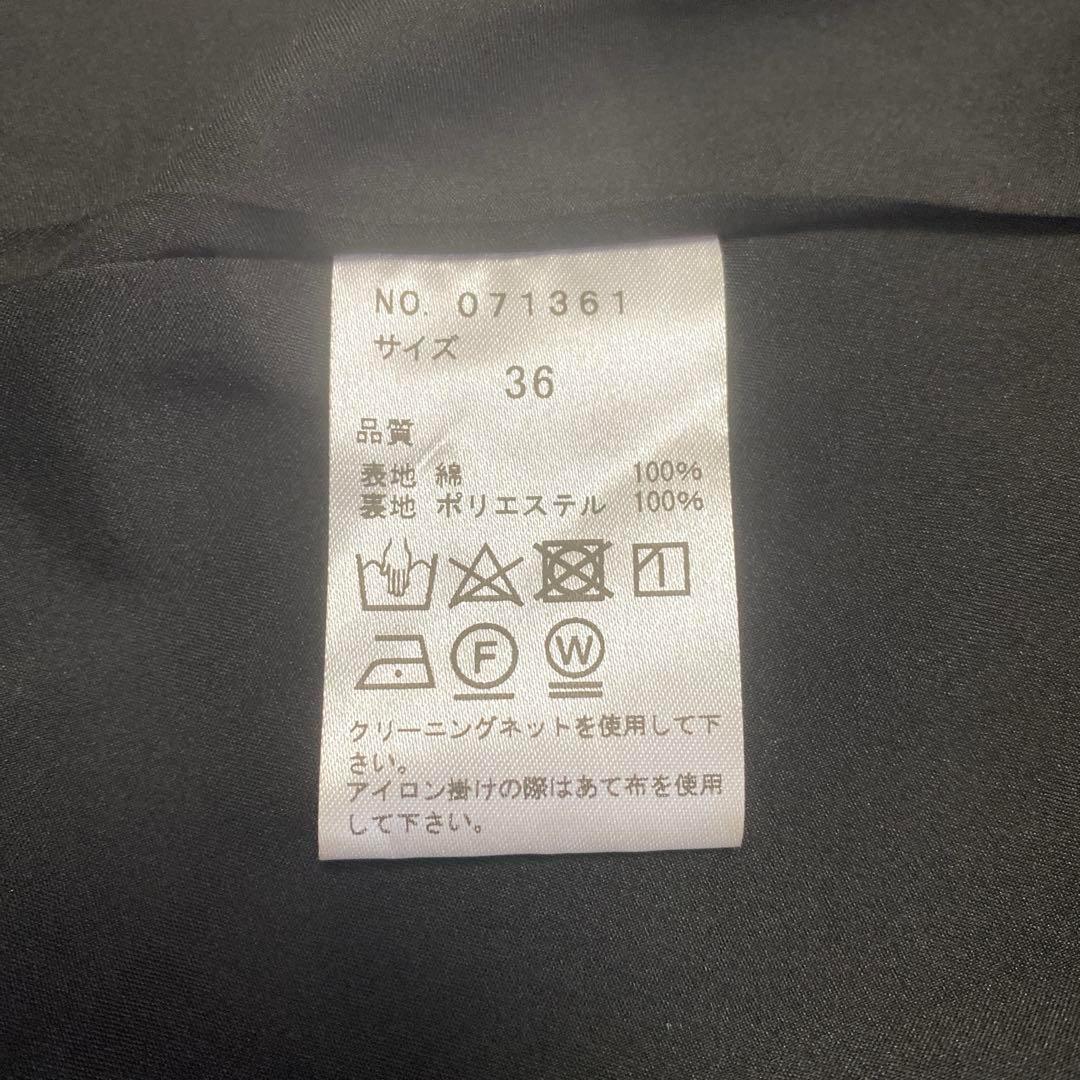 NO. 071361
サイズ
36
品質
表地 綿 100%
裏地 ポリエステル 100%
F W
クリーニングネットを使用して下
さい。
アイロン掛けの際はあて布を使用
して下さい。